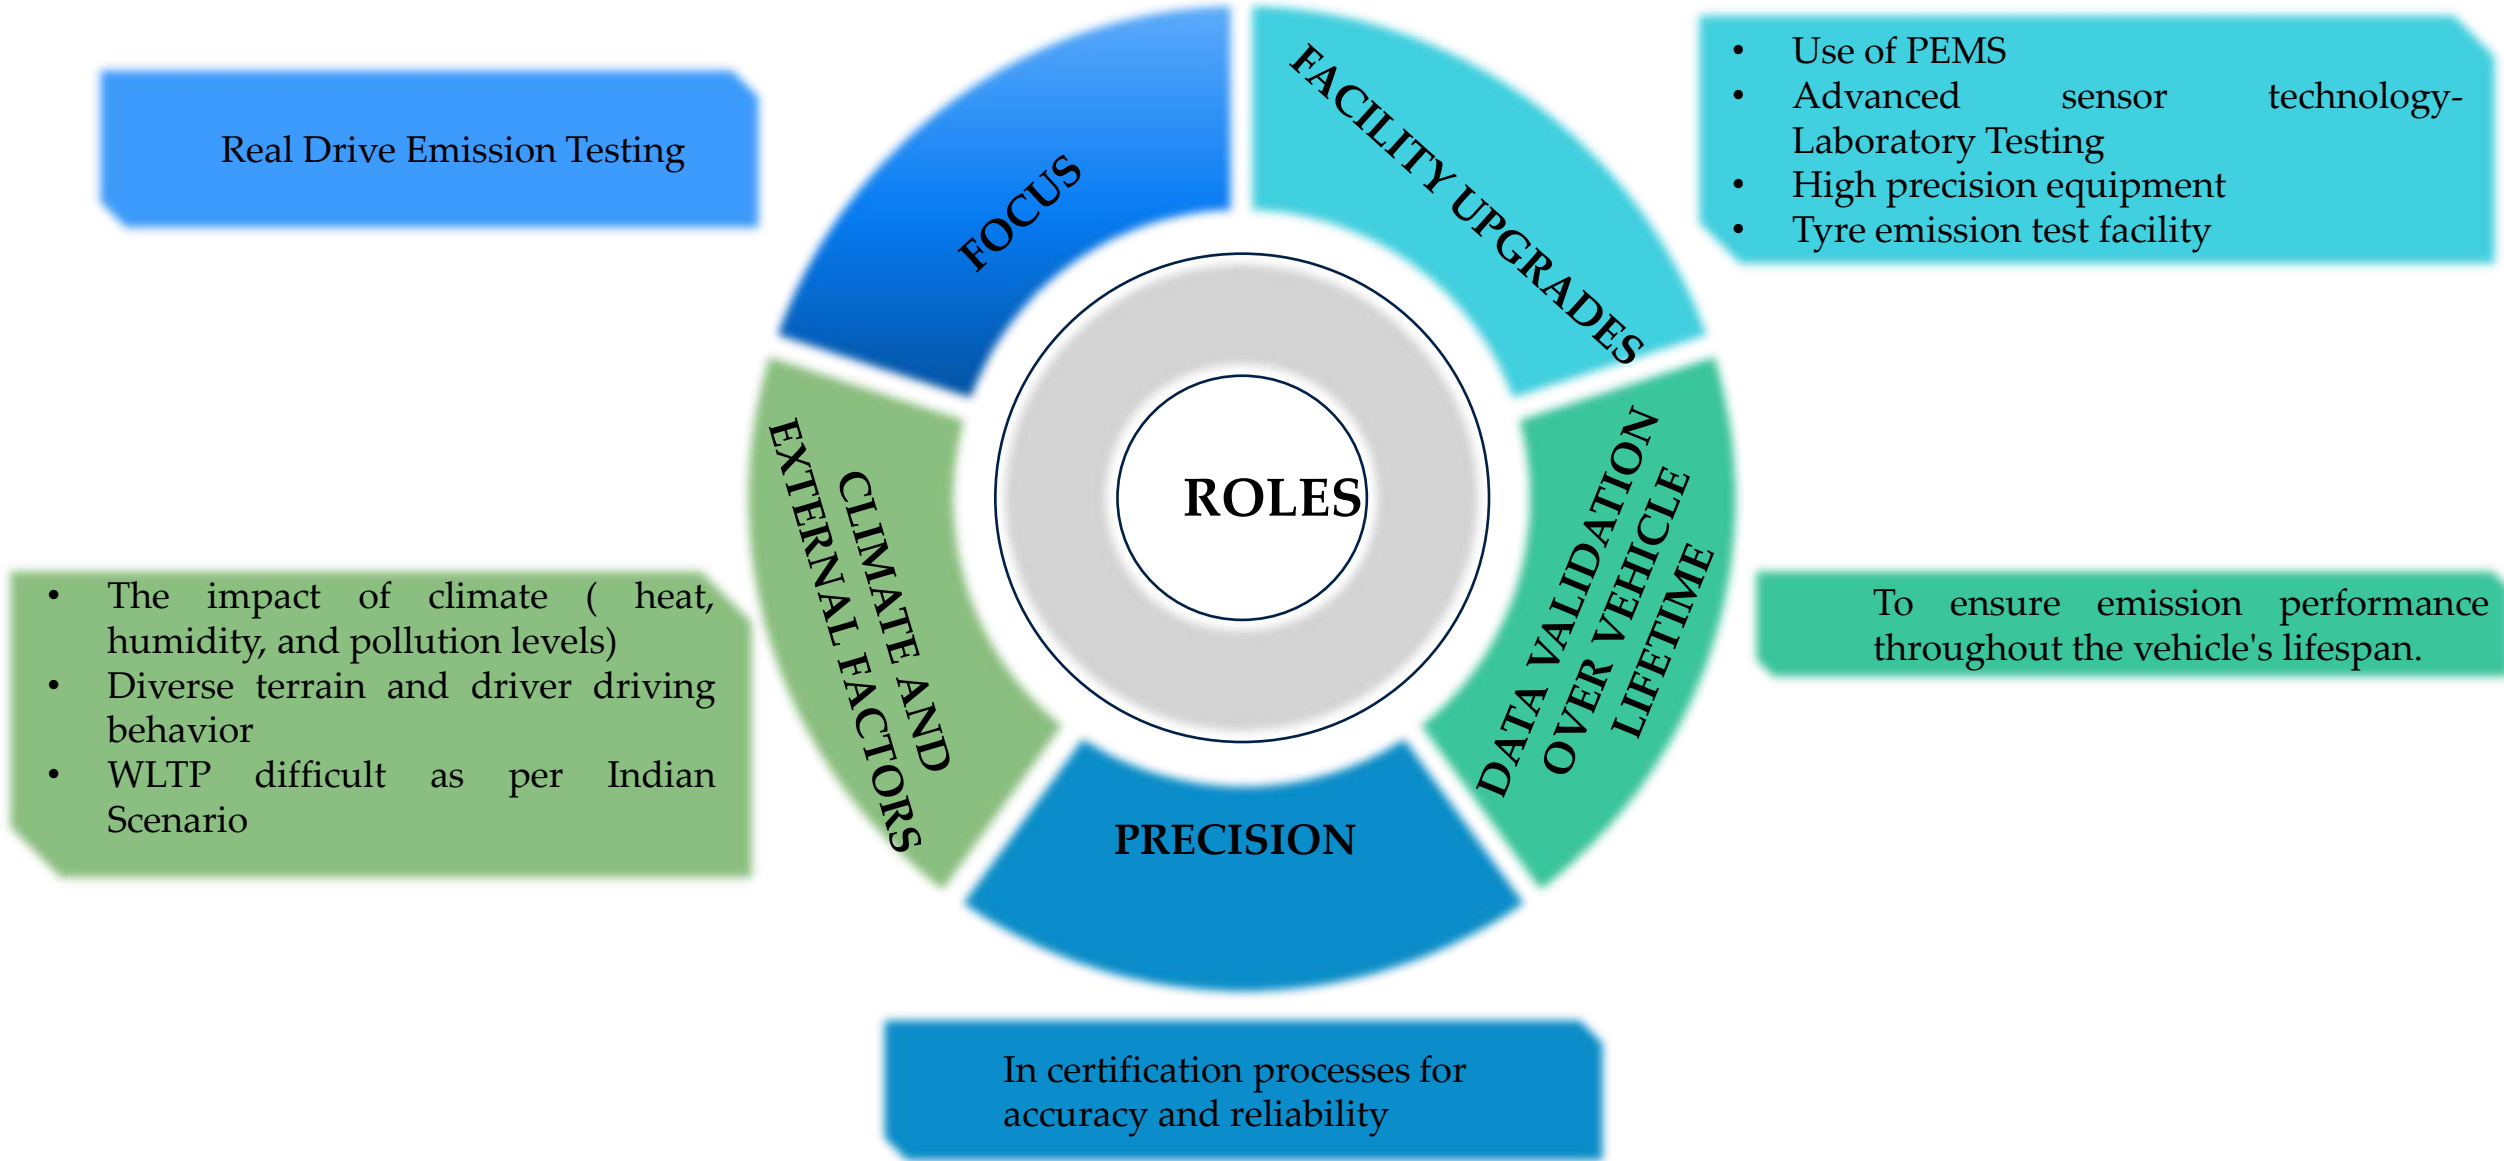 Real Drive Emission Testing
FOCUS
FACILITY UPGRADES
• Use of PEMS
• Advanced sensor technology-
Laboratory Testing
• High precision equipment
• Tyre emission test facility
ROLES
CLIMATE AND
EXTERNAL FACTORS
• The impact of climate ( heat,
humidity, and pollution levels)
• Diverse terrain and driver driving
behavior
• WLTP difficult as per Indian
Scenario
DATA VALIDATION
OVER VEHICLE
LIFETIME
To ensure emission performance
throughout the vehicle's lifespan.
PRECISION
In certification processes for
accuracy and reliability